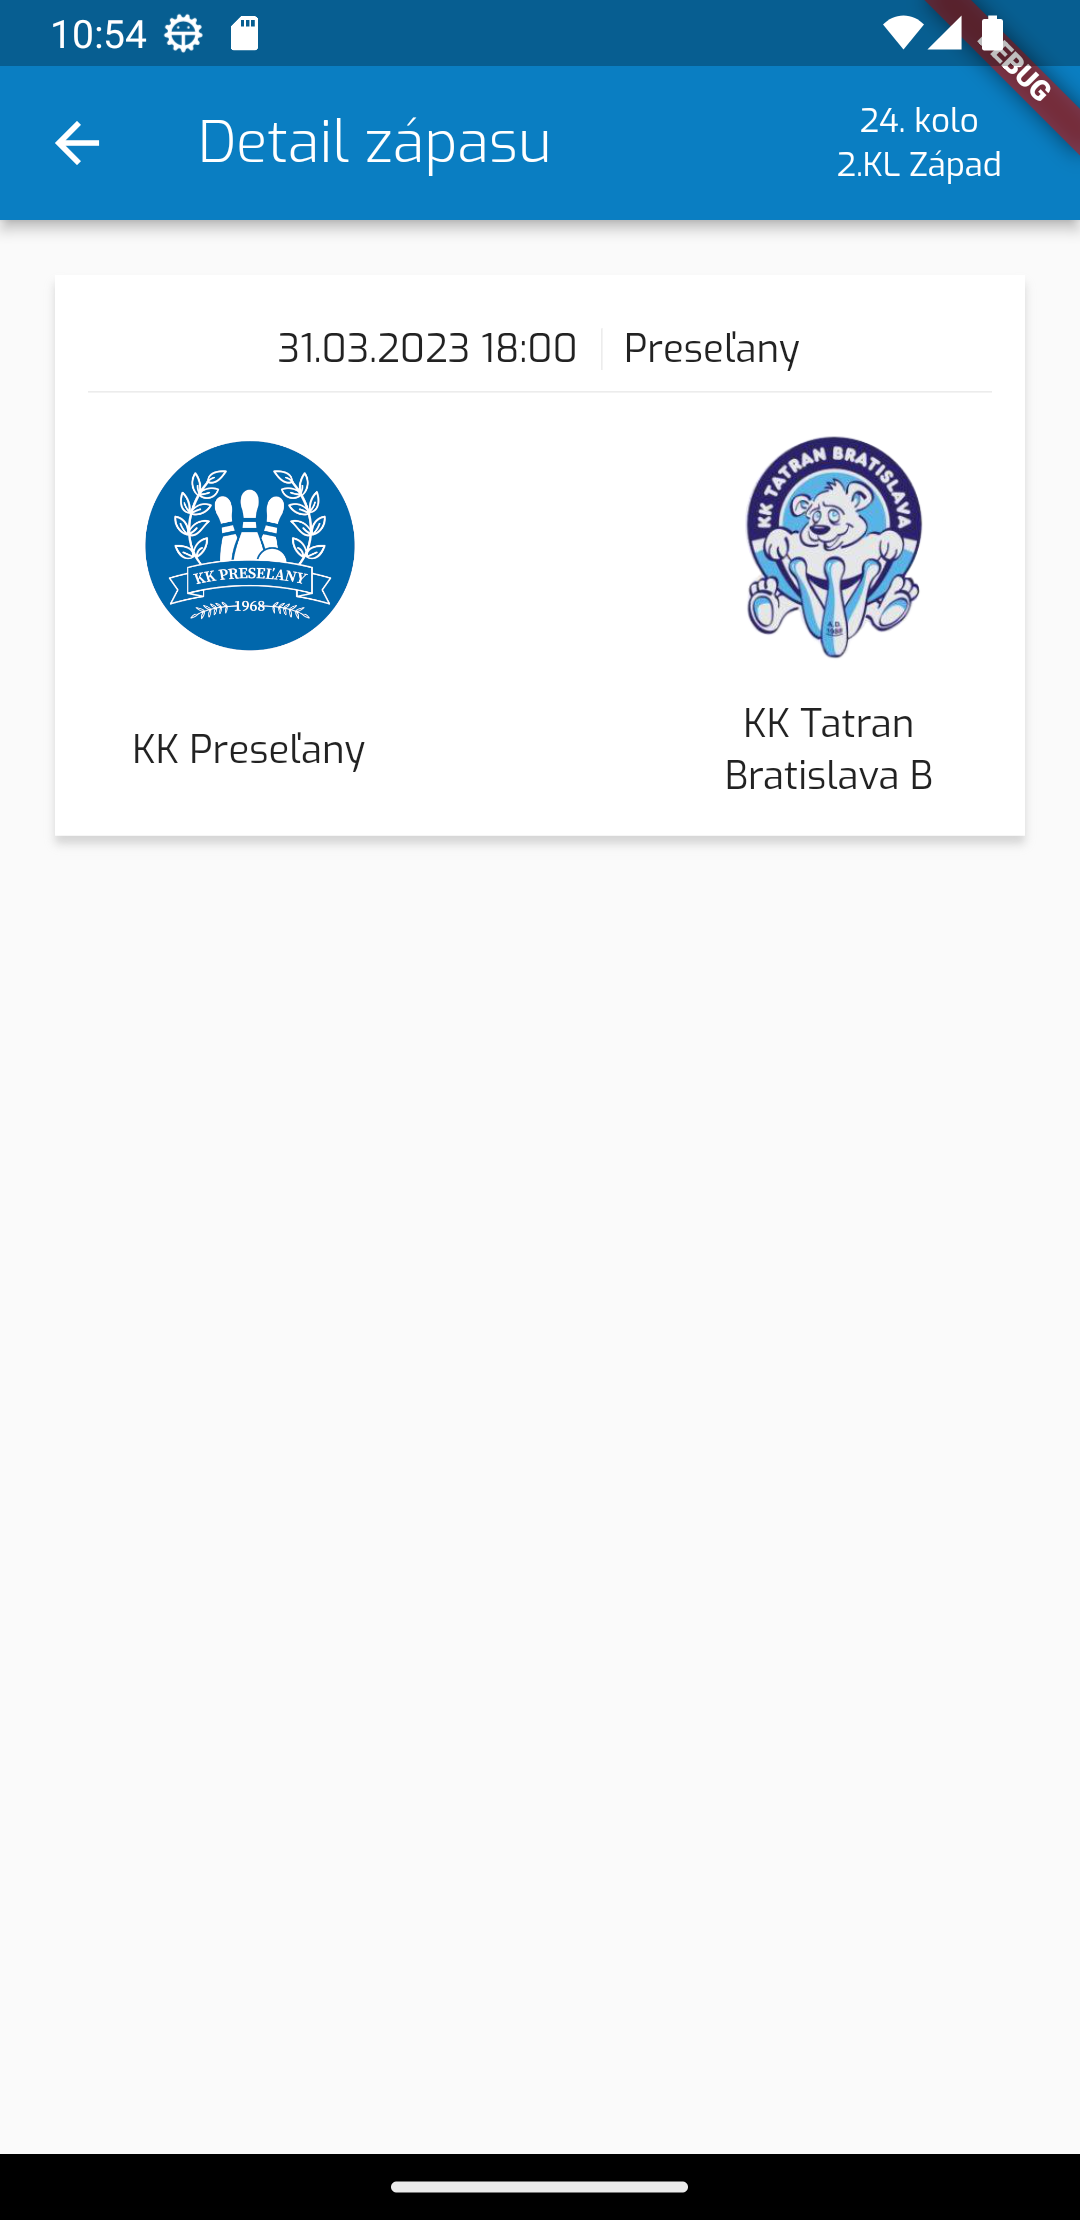 10:54
DEBUG
Detail zápasu
24. kolo
2.KL Západ
31.03.2023 18:00
Preseľany
KK PRESEĽANY
1968
KK TATRAN BRATISLAVA
A.D.
KK Preseľany
KK Tatran
Bratislava B